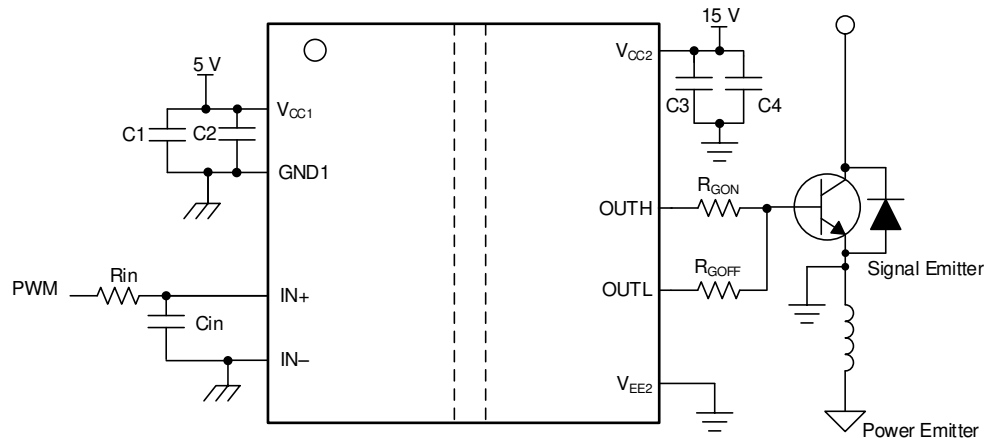 15 V
5 V
VCC2
VCC1
C1
C2
C3
C4
GND1
RGON
OUTH
RGOFF
Signal Emitter
PWM
Rin
IN+
OUTL
Cin
IN–
VEE2
Power Emitter